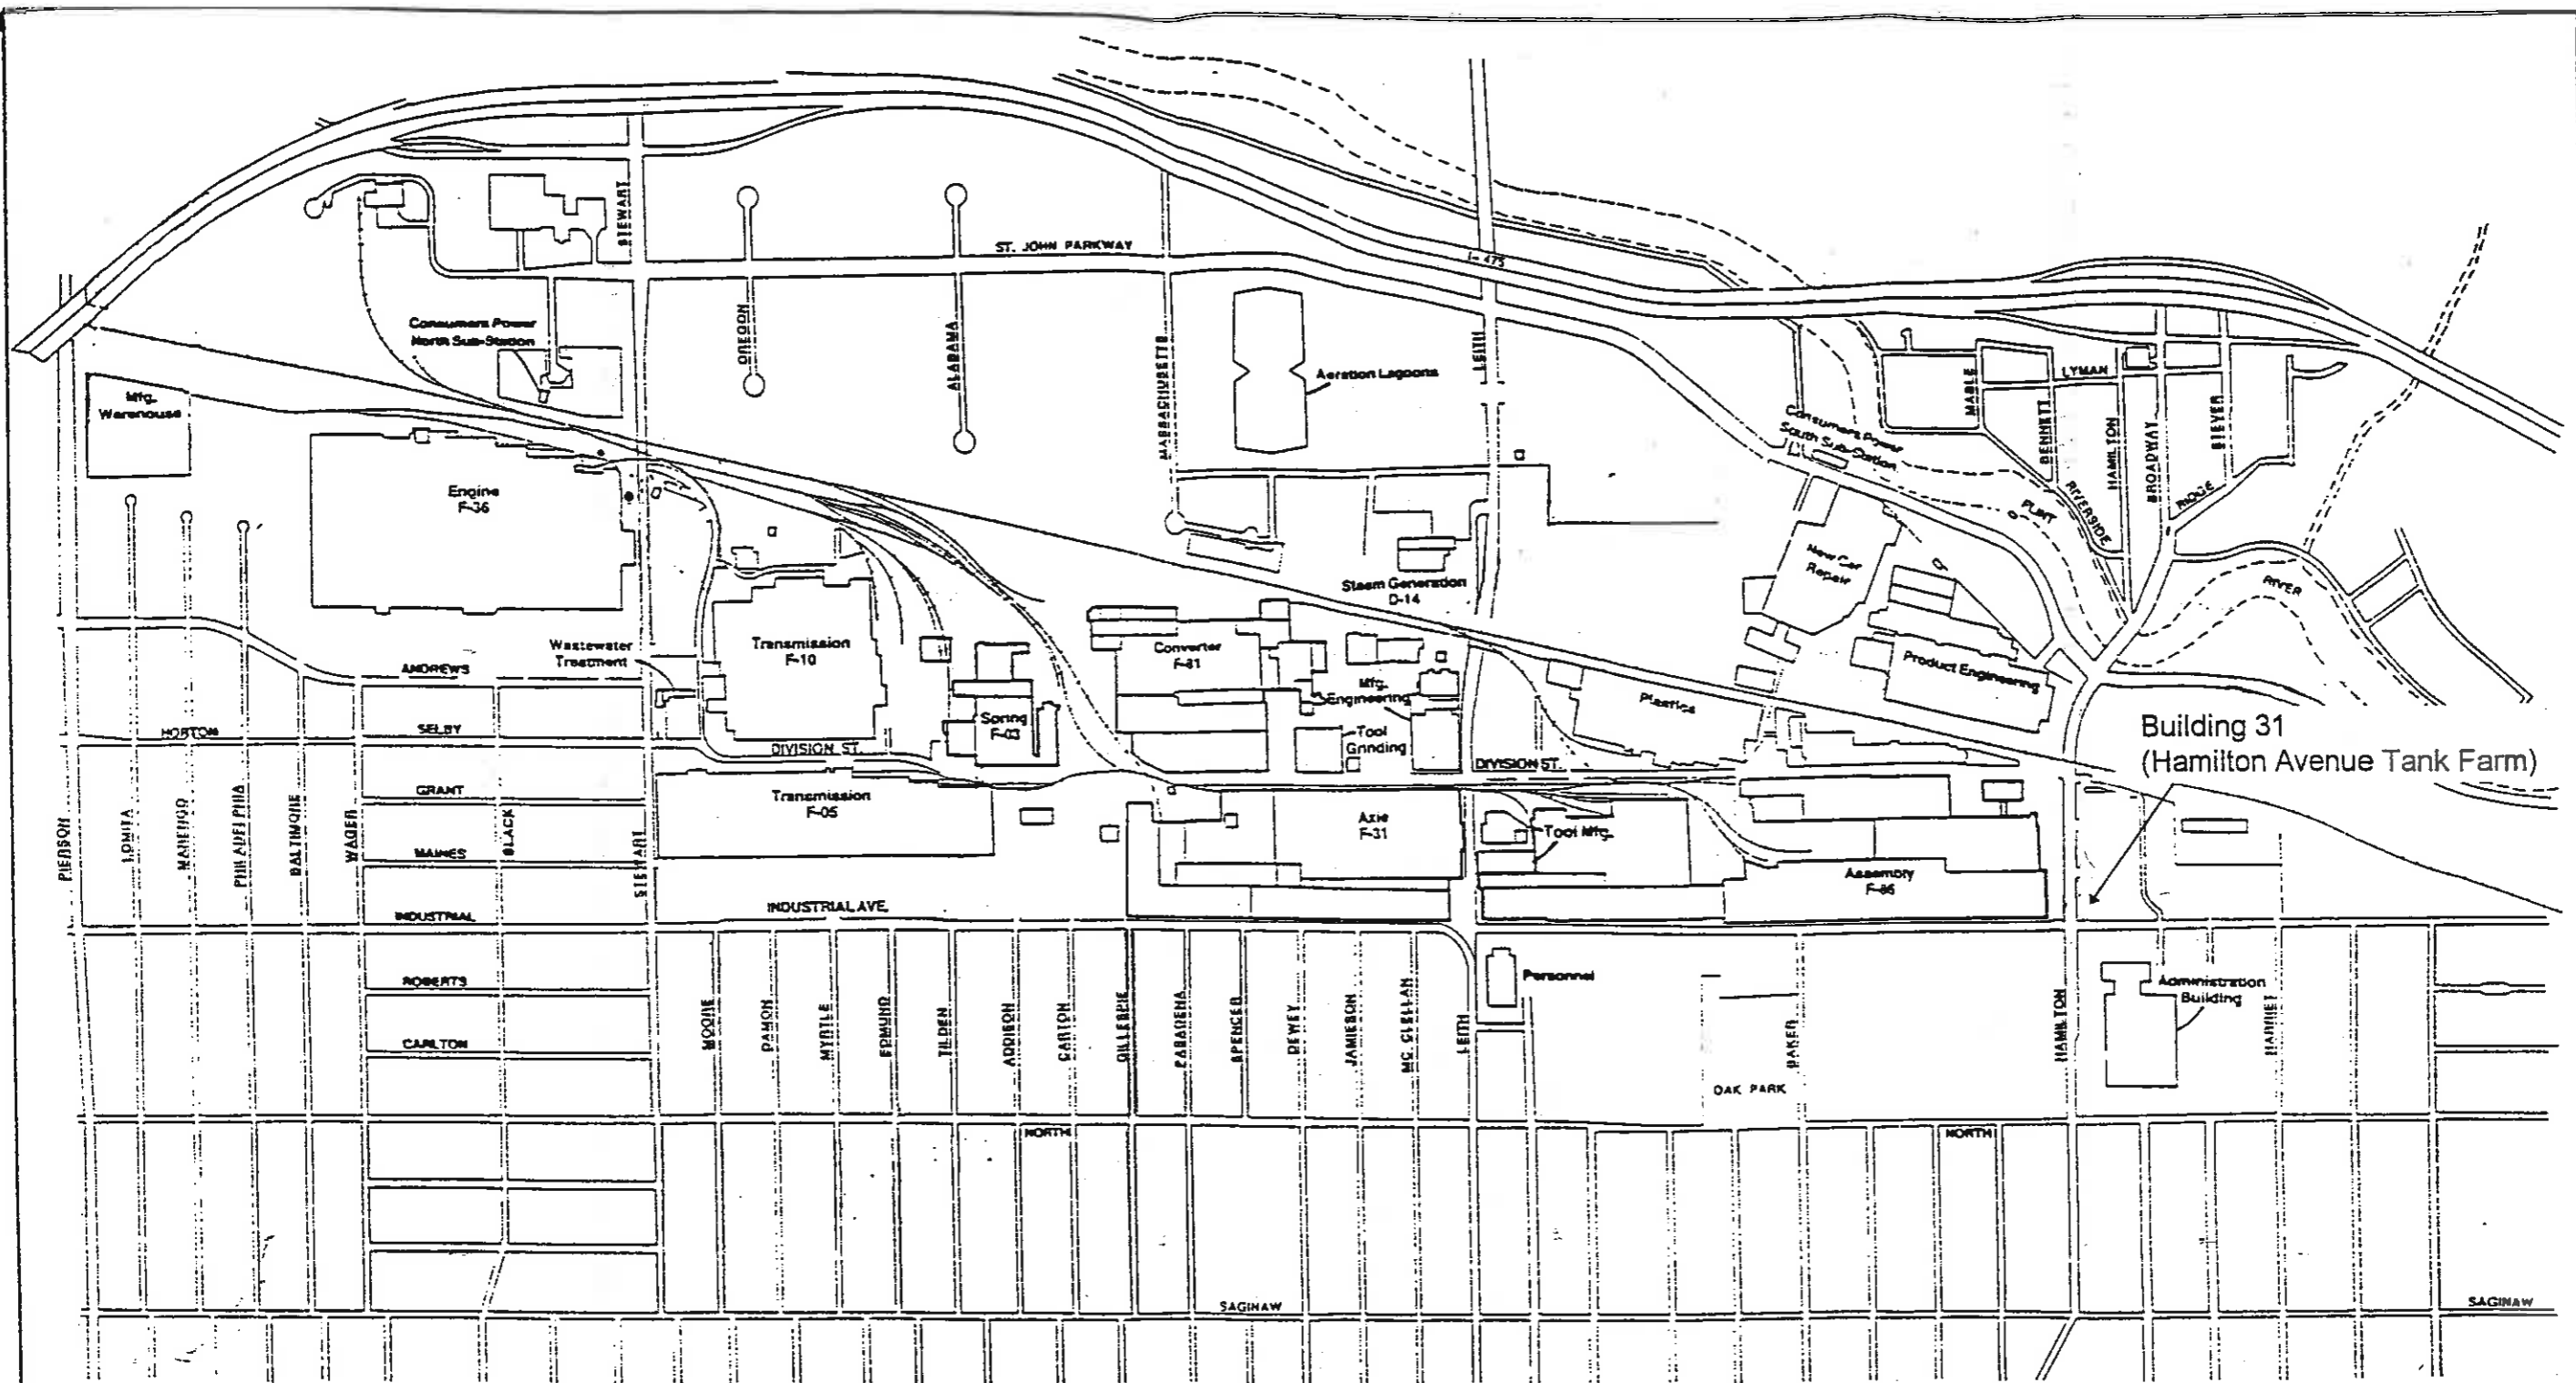 STEWART
ST. JOHN PARKWAY
I-475
Consumers Power
North Sub-Station
OREGON
ALABAMA
MASSACHUSETTS
LEITH
Aeration Lagoons
Mfg.
Warehouse
Engine
F-36
Consumers Power
South Sub-Station
MABLE
LYMAN
BENNETT
HAMILTON
BROADWAY
RIDGE
RIVERSIDE
FLINT
RIVER
New Car
Repair
Steam Generation
D-14
Wastewater
Treatment
Transmission
F-10
Converter
F-81
Mfg.
Engineering
Plastics
Product Engineering
Spring
F-03
Tool
Grinding
ANDREWS
HORTON
SELBY
DIVISION ST.
DIVISION ST.
Building 31
(Hamilton Avenue Tank Farm)
GRANT
Transmission
F-05
Axle
F-31
Tool Mfg.
Assembly
F-86
PIERSON
LOMITA
MARENGO
PHILADELPHIA
BALTIMORE
WAGER
BLACK
STEWART
MAINES
INDUSTRIAL
INDUSTRIAL AVE.
ROBERTS
CARLTON
MOORE
DAMON
MYRTLE
EDMUND
TILDEN
ADDISON
CARTON
GILLESPIE
PASADENA
SPENCER
DEWEY
JAMIESON
MC CLELLAN
LEITH
Personnel
OAK PARK
BAKER
HAMILTON
Administration
Building
HARRIET
NORTH
NORTH
SAGINAW
SAGINAW